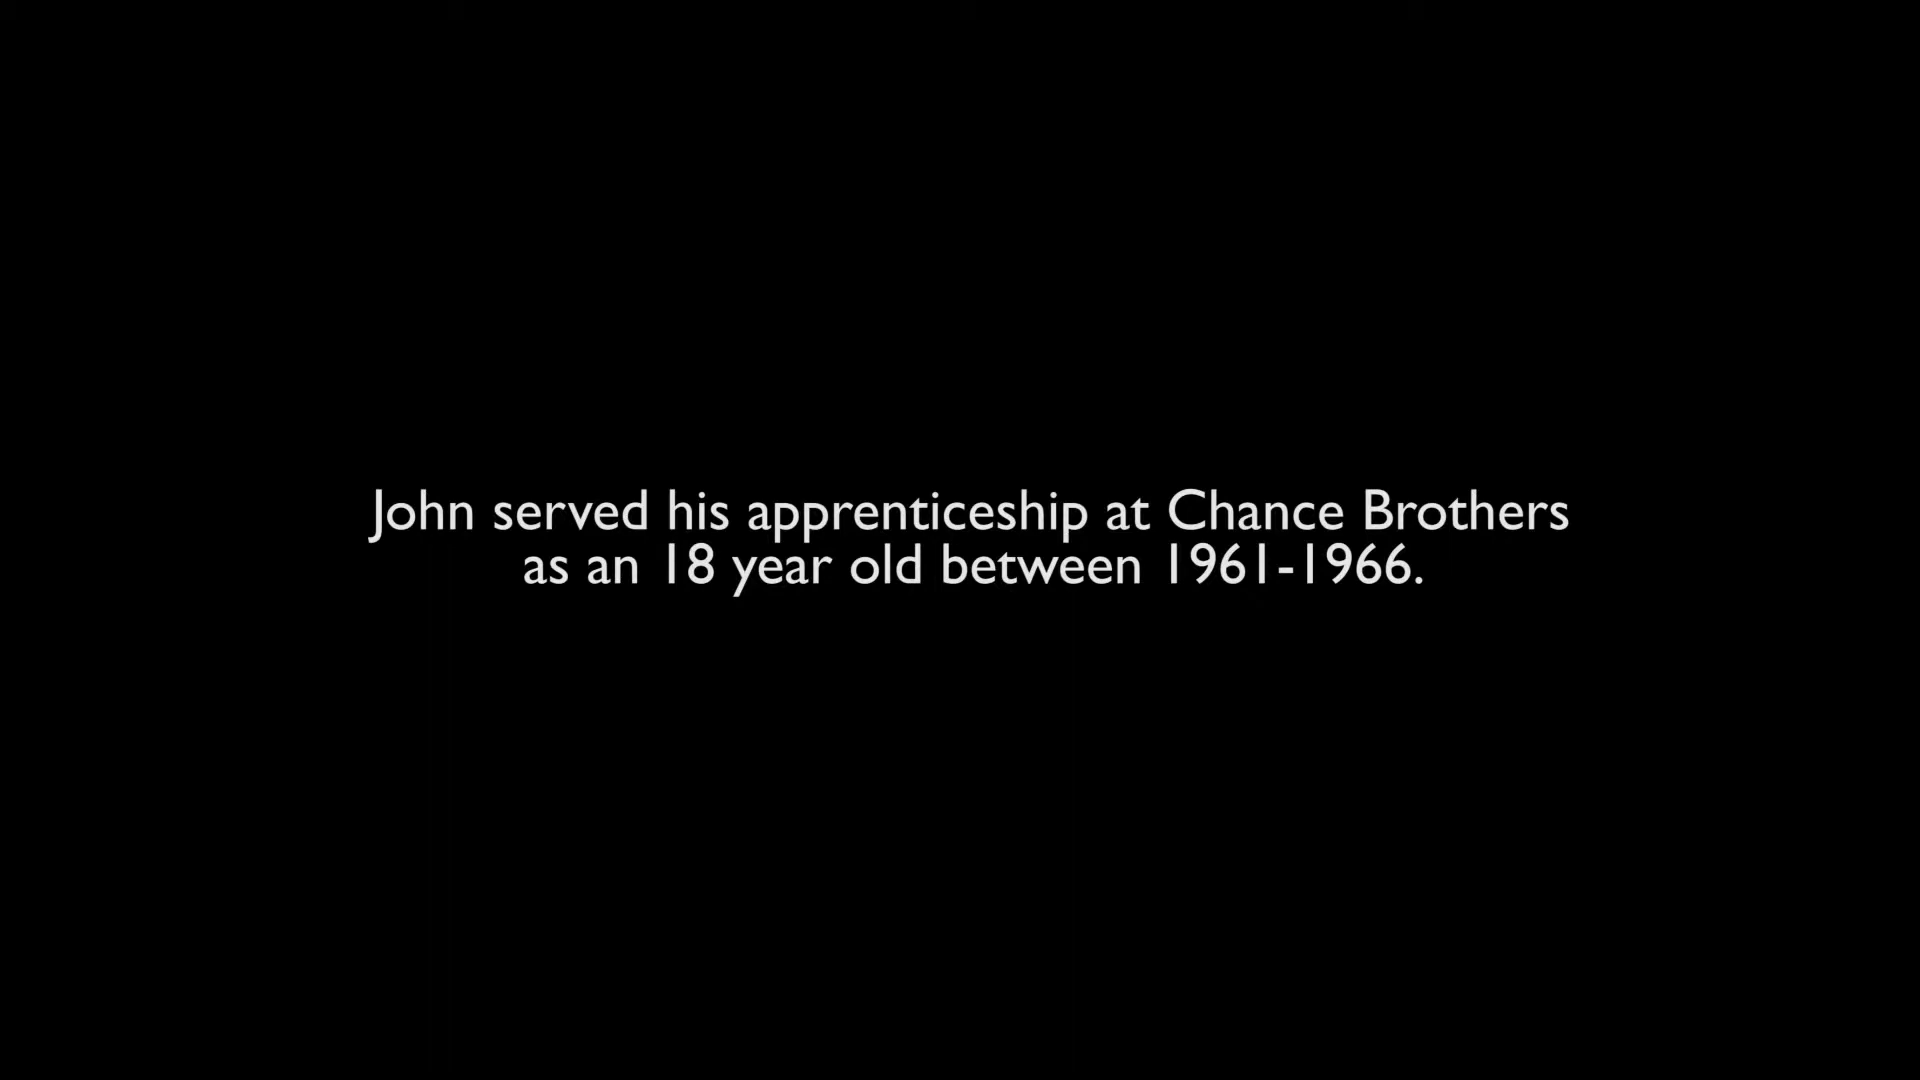 John served his apprenticeship at Chance Brothers
as an 18 year old between 1961-1966.